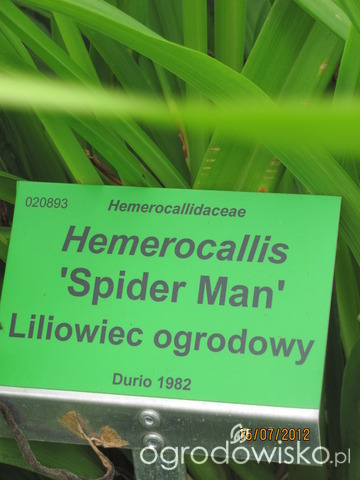 020893
Hemerocallidaceae
Hemerocallis
'Spider Man'
Liliowiec ogrodowy
Durio 1982
15/07/2012
ogrodowisko.pl